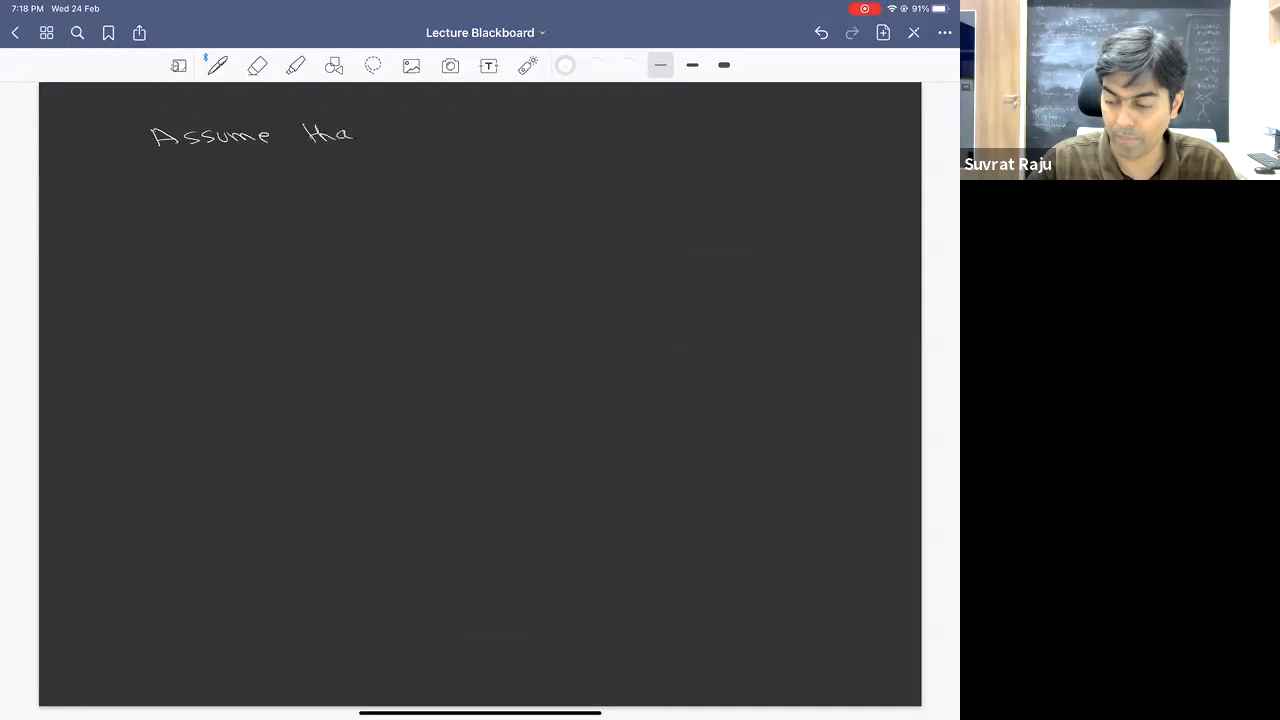 7:18 PM Wed 24 Feb
91%
Lecture Blackboard
T
Assume tha
Suvrat Raju